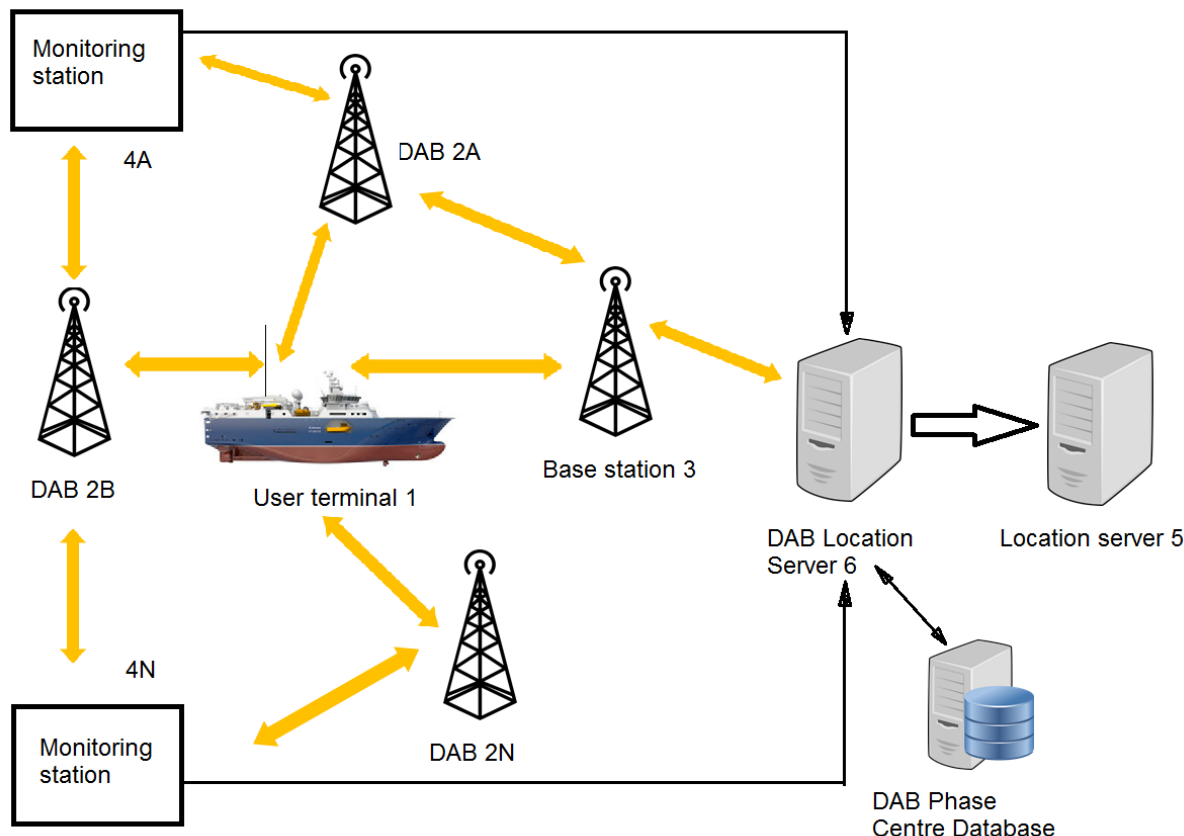 Monitoring
station
4A
DAB 2A
DAB 2B
User terminal 1
Base station 3
DAB Location
Server 6
Location server 5
4N
Monitoring
station
DAB 2N
DAB Phase
Centre Database